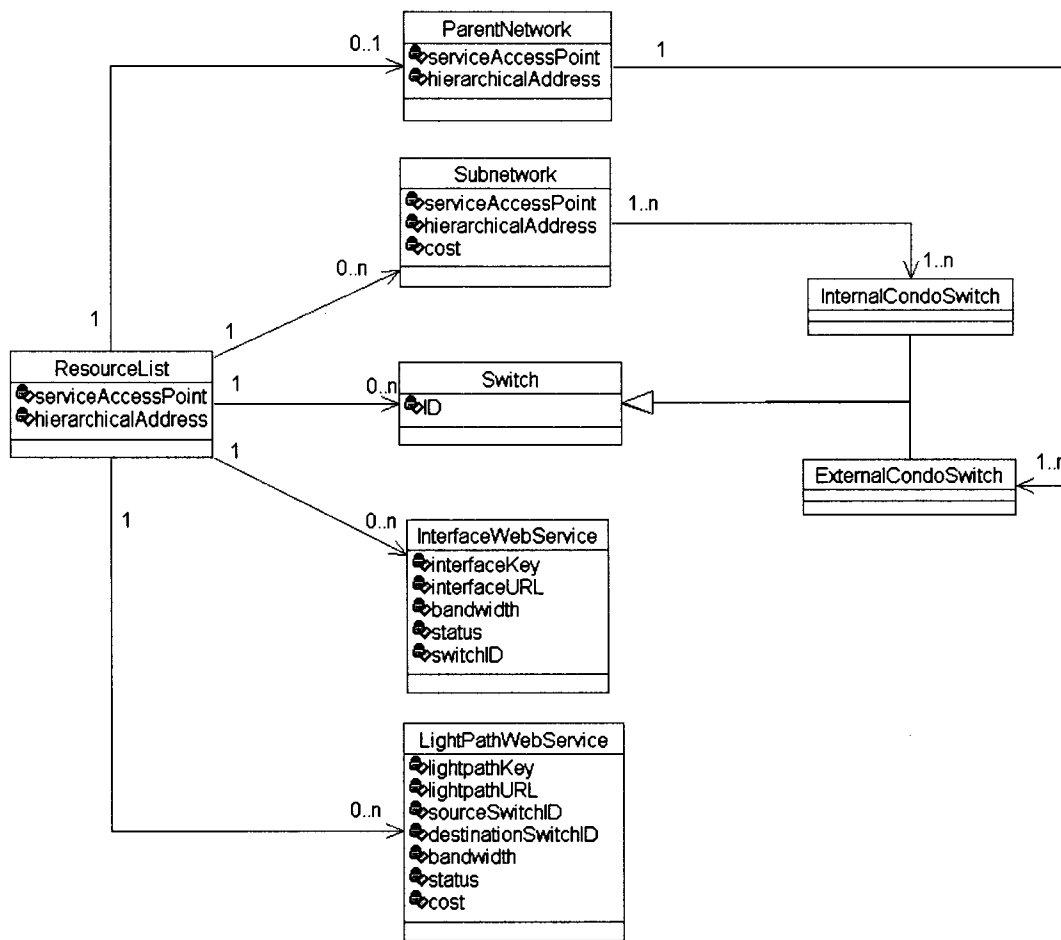 ParentNetwork
serviceAccessPoint
hierarchicalAddress
0..1
1
Subnetwork
serviceAccessPoint
hierarchicalAddress
cost
1..n
0..n
1..n
InternalCondoSwitch
1
1
ResourceList
serviceAccessPoint
hierarchicalAddress
1
0..n
Switch
ID
1
1
ExternalCondoSwitch
1..n
0..n
InterfaceWebService
interfaceKey
interfaceURL
bandwidth
status
switchID
LightPathWebService
lightpathKey
lightpathURL
sourceSwitchID
destinationSwitchID
bandwidth
status
cost
0..n